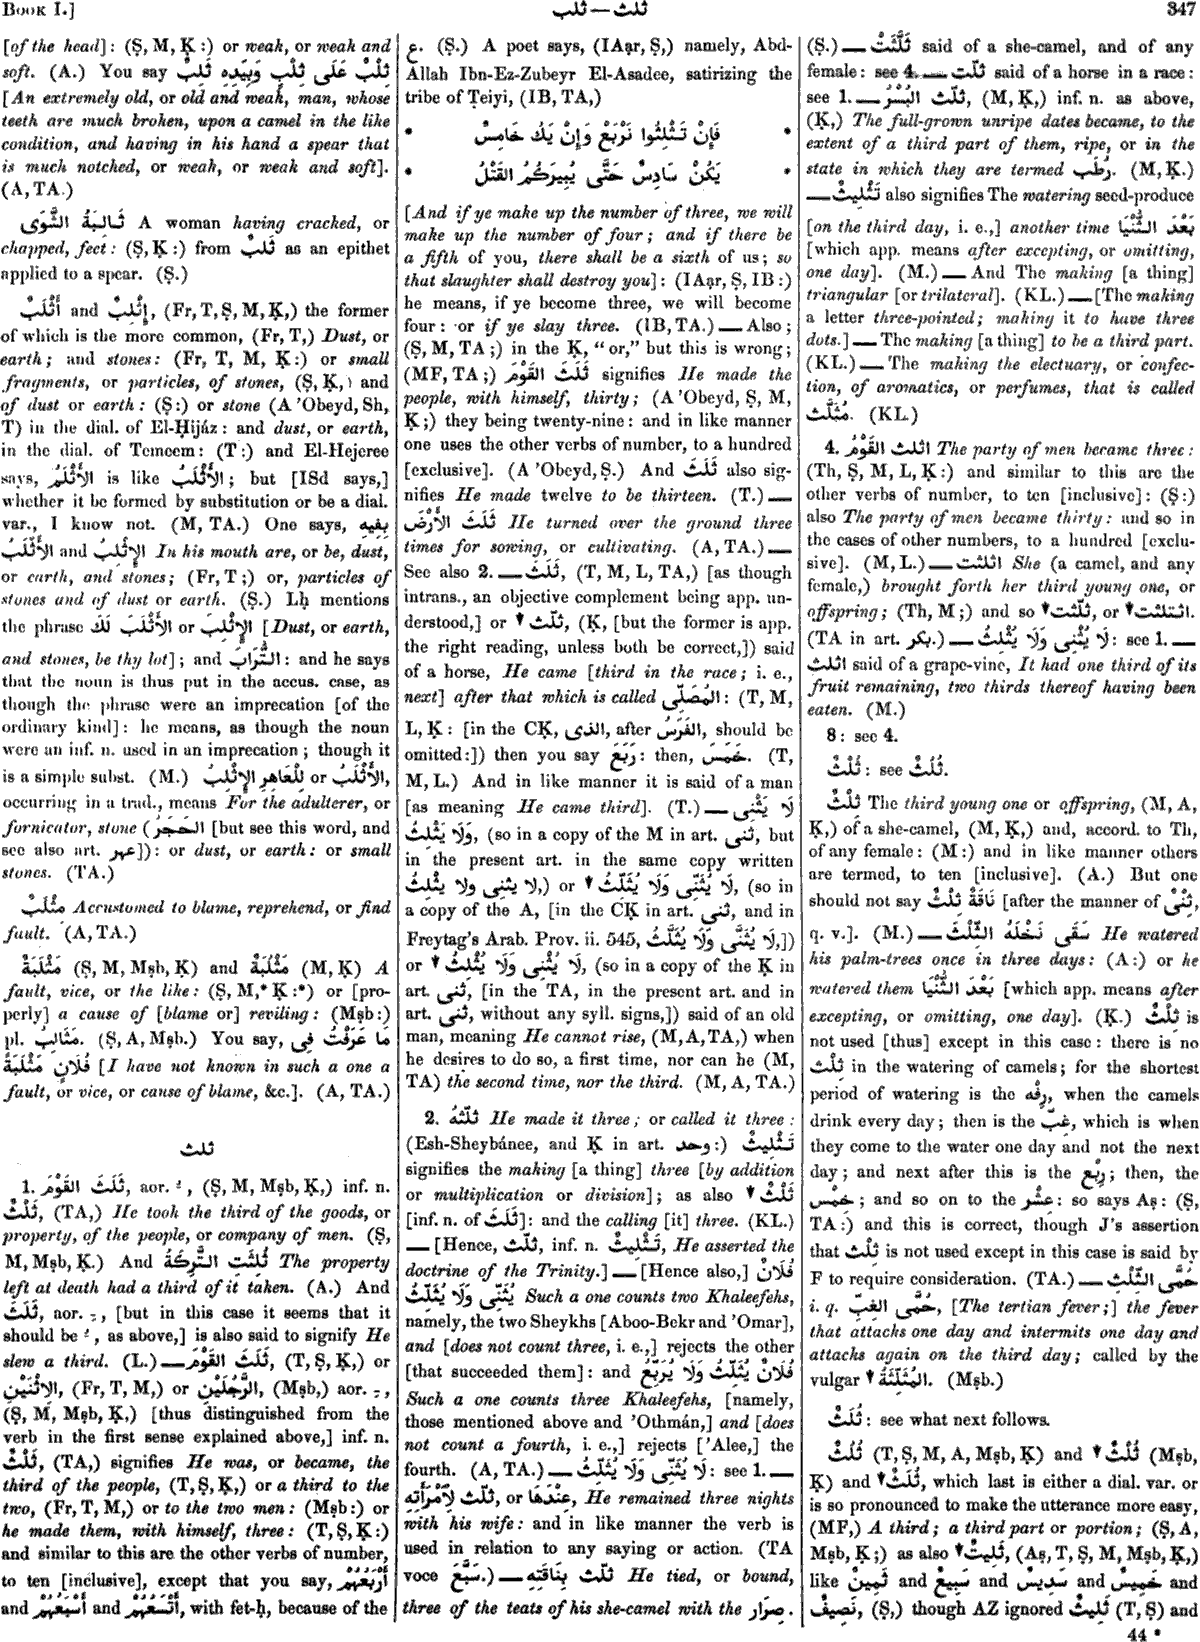 Book I.]
ثلث — ثلب
347
[of the head]: (Ṣ, M, Ḳ:) or weak, or weak and
soft. (A.) You say ثِلْبٌ عَلَى ثِلْبٍ وَبِيَدِهِ ثَلِبٌ
[An extremely old, or old and weak, man, whose
teeth are much broken, upon a camel in the like
condition, and having in his hand a spear that
is much notched, or weak, or weak and soft].
(A, TA.)
ثَالِبَةُ الشَّوَى A woman having cracked, or
chapped, feet: (Ṣ, Ḳ:) from ثَلِبٌ as an epithet
applied to a spear. (Ṣ.)
أَثْلَبٌ and إِثْلِبٌ, (Fr, T, Ṣ, M, Ḳ,) the former
of which is the more common, (Fr, T,) Dust, or
earth; and stones: (Fr, T, M, Ḳ:) or small
fragments, or particles, of stones, (Ṣ, Ḳ,) and
of dust or earth: (Ṣ:) or stone (A 'Obeyd, Sh,
T) in the dial. of El-Ḥijáz: and dust, or earth,
in the dial. of Temeem: (T:) and El-Hejeree
says, الأَثْلَمُ is like الأَثْلَبُ; but [ISd says,]
whether it be formed by substitution or be a dial.
var., I know not. (M, TA.) One says, بِفِيهِ
الأَثْلَبُ and الإِثْلِبُ In his mouth are, or be, dust,
or earth, and stones; (Fr, T;) or, particles of
stones and of dust or earth. (Ṣ.) Lḥ mentions
the phrase الأَثْلَبَ لَكَ or الإِثْلِبَ [Dust, or earth,
and stones, be thy lot]; and التُّرَابَ: and he says
that the noun is thus put in the accus. case, as
though the phrase were an imprecation [of the
ordinary kind]: he means, as though the noun
were an inf. n. used in an imprecation; though it
is a simple subst. (M.) لِلْعَاهِرِ الإِثْلِبُ or الأَثْلَبُ,
occurring in a trad., means For the adulterer, or
fornicator, stone (الحَجَرُ [but see this word, and
see also art. عهر]): or dust, or earth: or small
stones. (TA.)
مِثْلَبٌ Accustomed to blame, reprehend, or find
fault. (A, TA.)
مَثْلَبَةٌ (Ṣ, M, Mṣb, Ḳ) and مَثْلُبَةٌ (M, Ḳ) A
fault, vice, or the like: (Ṣ, M,* Ḳ:*) or [pro-
perly] a cause of [blame or] reviling: (Mṣb:)
pl. مَثَالِبُ. (Ṣ, A, Mṣb.) You say, مَا عَرَفْتُ فِى
فُلَانٍ مَثْلَبَةً [I have not known in such a one a
fault, or vice, or cause of blame, &c.]. (A, TA.)
ثلث
1. ثَلَثَ القَوْمَ, aor. ـُ, (Ṣ, M, Mṣb, Ḳ,) inf. n.
ثَلْثٌ, (TA,) He took the third of the goods, or
property, of the people, or company of men. (Ṣ,
M, Mṣb, Ḳ.) And ثُلِثَتِ التَّرِكَةُ The property
left at death had a third of it taken. (A.) And
ثَلَثَ, aor. ـِ, [but in this case it seems that it
should be ـُ, as above,] is also said to signify He
slew a third. (L.) — ثَلَثَ القَوْمَ, (T, Ṣ, Ḳ,) or
الاِثْنَيْنِ, (Fr, T, M,) or الرَّجُلَيْنِ, (Mṣb,) aor. ـِ,
(Ṣ, M, Mṣb, Ḳ,) [thus distinguished from the
verb in the first sense explained above,] inf. n.
ثَلْثٌ, (TA,) signifies He was, or became, the
third of the people, (T, Ṣ, Ḳ,) or a third to the
two, (Fr, T, M,) or to the two men: (Mṣb:) or
he made them, with himself, three: (T, Ṣ, Ḳ:)
and similar to this are the other verbs of number,
to ten [inclusive], except that you say, أَرْبَعُهُمْ
and أَسْبَعُهُمْ and أَتْسَعُهُمْ, with fet-ḥ, because of the
ع. (Ṣ.) A poet says, (IAạr, Ṣ,) namely, Abd-
Allah Ibn-Ez-Zubeyr El-Asadee, satirizing the
tribe of Ṭeiyi, (IB, TA,)
* فَإِنْ تَثْلِثُوا نَرْبَعْ وَإِنْ يَكُ خَامِسٌ *
* يَكُنْ سَادِسٌ حَتَّى يُبِيرَكُمُ القَتْلُ *
[And if ye make up the number of three, we will
make up the number of four; and if there be
a fifth of you, there shall be a sixth of us; so
that slaughter shall destroy you]: (IAạr, Ṣ, IB:)
he means, if ye become three, we will become
four: or if ye slay three. (IB, TA.) — Also;
(Ṣ, M, TA;) in the Ḳ, "or," but this is wrong;
(MF, TA;) ثَلَثَ القَوْمَ signifies He made the
people, with himself, thirty; (A 'Obeyd, Ṣ, M,
Ḳ;) they being twenty-nine: and in like manner
one uses the other verbs of number, to a hundred
[exclusive]. (A 'Obeyd, Ṣ.) And ثَلَثَ also sig-
nifies He made twelve to be thirteen. (T.) —
ثَلَثَ الأَرْضَ He turned over the ground three
times for sowing, or cultivating. (A, TA.) —
See also 2. — ثَلَثَ, (T, M, L, TA,) [as though
intrans., an objective complement being app. un-
derstood,] or ▼ ثلّث, (Ḳ, [but the former is app.
the right reading, unless both be correct,]) said
of a horse, He came [third in the race; i. e.,
next] after that which is called المُصَلِّى: (T, M,
L, Ḳ: [in the CḲ, الذى, after الفَرَسُ, should be
omitted:]) then you say رَبَعَ: then, خَمَسَ. (T,
M, L.) And in like manner it is said of a man
[as meaning He came third]. (T.) — لَا يَثْنِى
وَلَا يَثْلِثُ, (so in a copy of the M in art. ثنى, but
in the present art. in the same copy written
لا يثنى ولا يَثْلِثُ,) or ▼ لَا يُثَنِّى وَلَا يُثَلِّثُ, (so in
a copy of the A, [in the CḲ in art. ثنى, and in
Freytag's Arab. Prov. ii. 545, لَا يُثَنَّى وَلَا يُثَلَّثُ,])
or ▼ لَا يُثْنِى وَلَا يُثْلِثُ, (so in a copy of the Ḳ in
art. ثنى, [in the TA, in the present art. and in
art. ثنى, without any syll. signs,]) said of an old
man, meaning He cannot rise, (M, A, TA,) when
he desires to do so, a first time, nor can he (M,
TA) the second time, nor the third. (M, A, TA.)
2. ثلّثهُ He made it three; or called it three:
(Esh-Sheybánee, and Ḳ in art. وحد:) تَثْلِيثٌ
signifies the making [a thing] three [by addition
or multiplication or division]; as also ▼ ثَلْثٌ
[inf. n. of ثَلَثَ]: and the calling [it] three. (KL.)
— [Hence, ثلّث, inf. n. تَثْلِيثٌ, He asserted the
doctrine of the Trinity.] — [Hence also,] فُلَانٌ
يُثَنِّى وَلَا يُثَلِّثُ Such a one counts two Khaleefehs,
namely, the two Sheykhs [Aboo-Bekr and 'Omar],
and [does not count three, i. e.,] rejects the other
[that succeeded them]: and فُلَانٌ يُثَلِّثُ وَلَا يُرَبِّعُ
Such a one counts three Khaleefehs, [namely,
those mentioned above and 'Othmán,] and [does
not count a fourth, i. e.,] rejects ['Alee,] the
fourth. (A, TA.) — لَا يُثَنِّى وَلَا يُثَلِّثُ: see 1. —
ثلّث لِاُمْرَأَتِهِ, or عِنْدَهَا, He remained three nights
with his wife: and in like manner the verb is
used in relation to any saying or action. (TA
voce سَبَّعَ.) — ثلّث بِنَاقَتِهِ He tied, or bound,
three of the teats of his she-camel with the صِرَار.
(Ṣ.) — ثَلَّثَتْ said of a she-camel, and of any
female: see 4. — ثلّث said of a horse in a race:
see 1. — ثلّث البُسْرُ, (M, Ḳ,) inf. n. as above,
(Ḳ,) The full-grown unripe dates became, to the
extent of a third part of them, ripe, or in the
state in which they are termed رُطَب. (M, Ḳ.)
— تَثْلِيثٌ also signifies The watering seed-produce
[on the third day, i. e.,] another time بَعْدَ الثُّنْيَا
[which app. means after excepting, or omitting,
one day]. (M.) — And The making [a thing]
triangular [or trilateral]. (KL.) — [The making
a letter three-pointed; making it to have three
dots.] — The making [a thing] to be a third part.
(KL.) — The making the electuary, or confec-
tion, of aromatics, or perfumes, that is called
مُثَلَّث. (KL.)
4. اثلث القَوْمُ The party of men became three:
(Th, Ṣ, M, L, Ḳ:) and similar to this are the
other verbs of number, to ten [inclusive]: (Ṣ:)
also The party of men became thirty: and so in
the cases of other numbers, to a hundred [exclu-
sive]. (M, L.) — اثلثت She (a camel, and any
female,) brought forth her third young one, or
offspring; (Th, M;) and so ▼ ثلّثت, or ▼ اثتلثت.
(TA in art. بكر.) — لَا يُثْنِى وَلَا يُثْلِثُ: see 1. —
اثلث said of a grape-vine, It had one third of its
fruit remaining, two thirds thereof having been
eaten. (M.)
8: see 4.
ثُلْثٌ: see ثُلُثٌ.
ثِلْثٌ The third young one or offspring, (M, A,
Ḳ,) of a she-camel, (M, Ḳ,) and, accord. to Th,
of any female: (M:) and in like manner others
are termed, to ten [inclusive]. (A.) But one
should not say نَاقَةٌ ثِلْثٌ [after the manner of ثِنْىٌ,
q. v.]. (M.) — سَقَى نَخْلَهُ الثِّلْثَ He watered
his palm-trees once in three days: (A:) or he
watered them بَعْدَ الثُّنْيَا [which app. means after
excepting, or omitting, one day]. (Ḳ.) ثِلْثٌ is
not used [thus] except in this case: there is no
ثِلْث in the watering of camels; for the shortest
period of watering is the رِفْه, when the camels
drink every day; then is the غِبّ, which is when
they come to the water one day and not the next
day; and next after this is the رِبْع; then, the
خِمْس; and so on to the عِشْر: so says Aṣ: (Ṣ,
TA:) and this is correct, though J's assertion
that ثِلْث is not used except in this case is said by
F to require consideration. (TA.) — حُمَّى الثِّلْثِ
i. q. حُمَّى الغِبِّ, [The tertian fever;] the fever
that attacks one day and intermits one day and
attacks again on the third day; called by the
vulgar ▼ المُثَلَّثَةُ. (Mṣb.)
ثُلَثٌ: see what next follows.
ثُلُثٌ (T, Ṣ, M, A, Mṣb, Ḳ) and ▼ ثُلْثٌ (Mṣb,
Ḳ) and ▼ ثُلَثٌ, which last is either a dial. var. or
is so pronounced to make the utterance more easy,
(MF,) A third; a third part or portion; (Ṣ, A,
Mṣb, Ḳ;) as also ▼ ثَلِيثٌ, (Aṣ, T, Ṣ, M, Mṣb, Ḳ,)
like ثَمِينٌ and سَبِيعٌ and سَدِيسٌ and خَمِيسٌ and
نَصِيفٌ, (Ṣ,) though AZ ignored ثَلِيثٌ (T, Ṣ) and
44 *